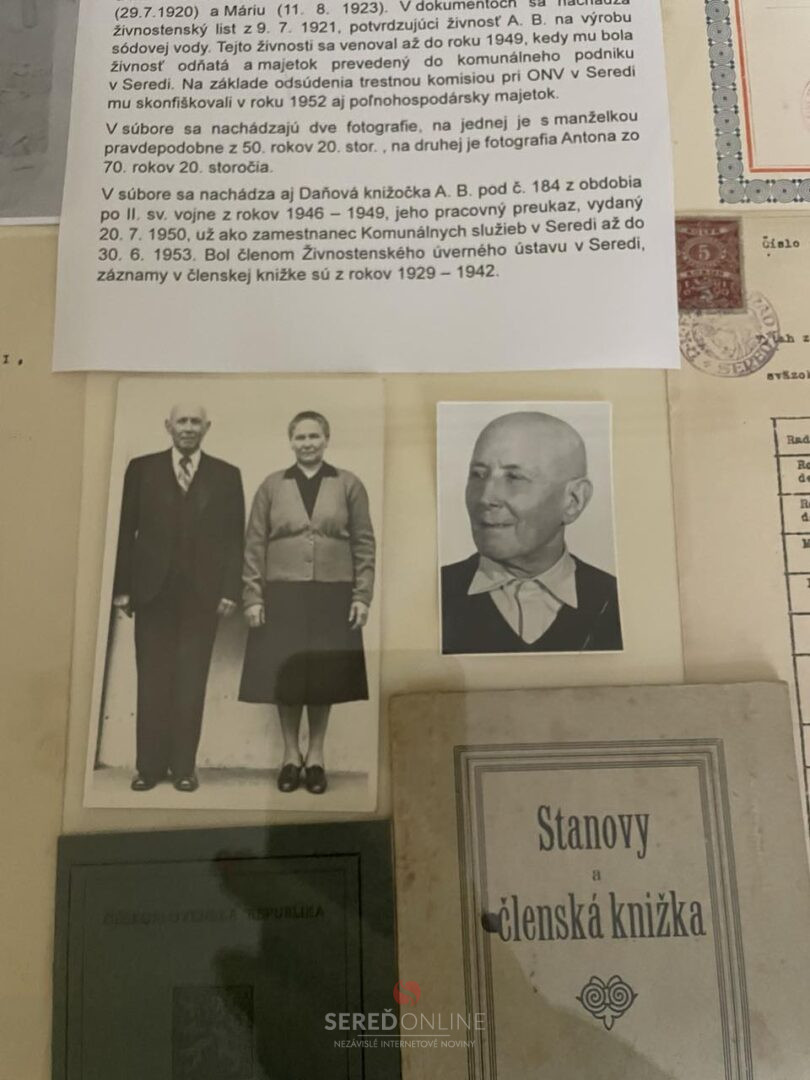 (29.7.1920) a Máriu (11. 8. 1923). V dokumentoch sa nachádza
živnostenský list z 9. 7. 1921, potvrdzujúci živnosť A. B. na výrobu
sódovej vody. Tejto živnosti sa venoval až do roku 1949, kedy mu bola
živnosť odňatá a majetok prevedený do komunálneho podniku
v Seredi. Na základe odsúdenia trestnou komisiou pri ONV v Seredi
mu skonfiškovali v roku 1952 aj poľnohospodársky majetok.
V súbore sa nachádzajú dve fotografie, na jednej je s manželkou
pravdepodobne z 50. rokov 20. stor. , na druhej je fotografia Antona zo
70. rokov 20. storočia.
V súbore sa nachádza aj Daňová knižočka A. B. pod č. 184 z obdobia
po II. sv. vojne z rokov 1946 – 1949, jeho pracovný preukaz, vydaný
20. 7. 1950, už ako zamestnanec Komunálnych služieb v Seredi až do
30. 6. 1953. Bol členom Živnostenského úverného ústavu v Seredi,
záznamy v členskej knižke sú z rokov 1929 – 1942.
5
Číslo
I.
Stanovy
a
členská knižka
REPUBLIKA
SEREĎONLINE
NEZÁVISLÉ INTERNETOVÉ NOVINY